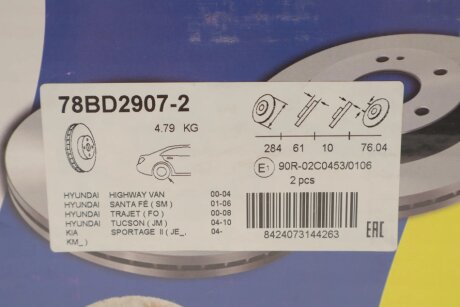 78BD2907-2
4.79 KG
284 61 10 76.04
E1 90R-02C0453/0106
2 pcs
HYUNDAI HIGHWAY VAN 00-04
HYUNDAI SANTA FÉ ( SM ) 01-06
HYUNDAI TRAJET ( FO ) 00-08
HYUNDAI TUCSON ( JM ) 04-10
KIA SPORTAGE II ( JE_, 04-
KM_ )
8424073144263
EAC